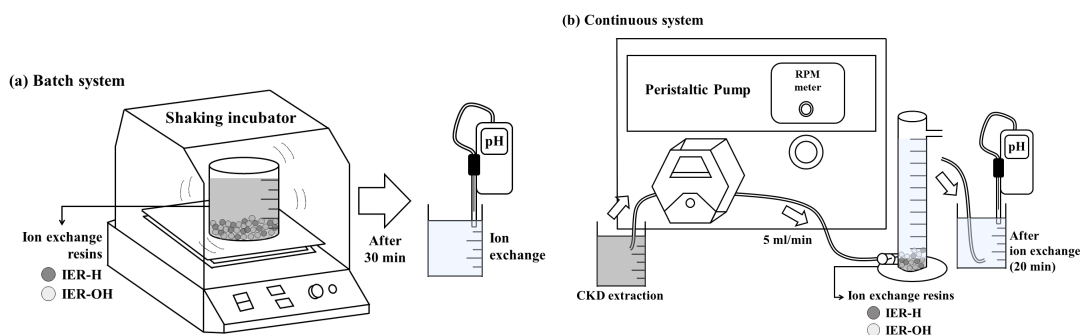 (a) Batch system
Shaking incubator
Ion exchange
resins
IER-H
IER-OH
After
30 min
pH
Ion
exchange
(b) Continuous system
Peristaltic Pump
RPM
meter
CKD extraction
5 ml/min
Ion exchange resins
IER-H
IER-OH
pH
After
ion exchange
(20 min)